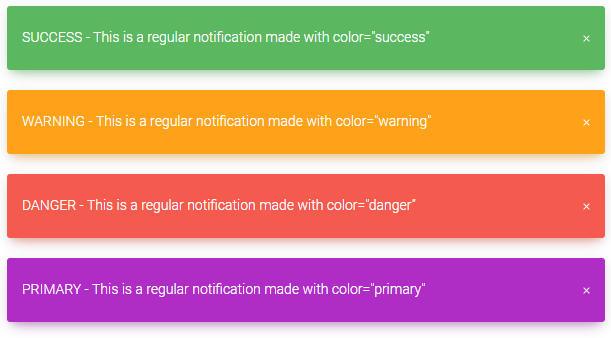 SUCCESS - This is a regular notification made with color="success" ×
WARNING - This is a regular notification made with color="warning" ×
DANGER - This is a regular notification made with color="danger" ×
PRIMARY - This is a regular notification made with color="primary" ×